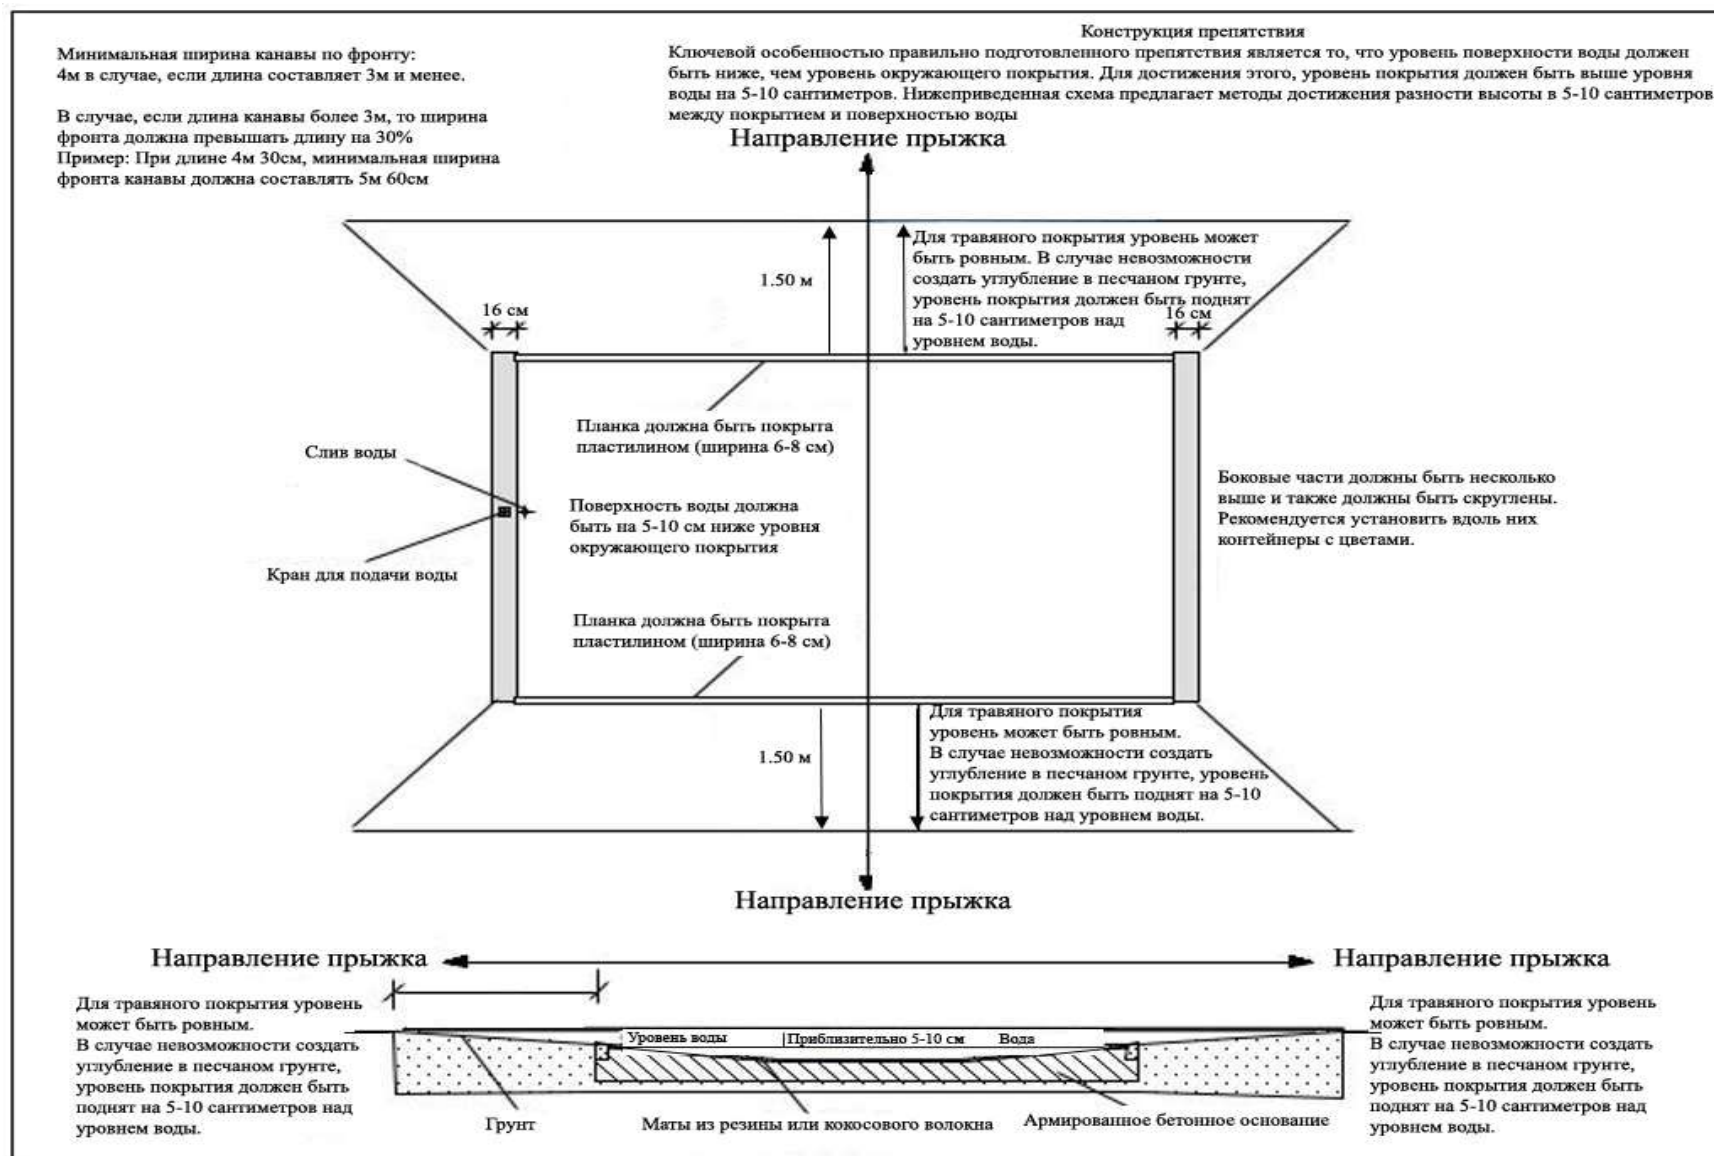 Минимальная ширина канавы по фронту:
4м в случае, если длина составляет 3м и менее.
В случае, если длина канавы более 3м, то ширина
фронта должна превышать длину на 30%
Пример: При длине 4м 30см, минимальная ширина
фронта канавы должна составлять 5м 60см
Конструкция препятствия
Ключевой особенностью правильно подготовленного препятствия является то, что уровень поверхности воды должен
быть ниже, чем уровень окружающего покрытия. Для достижения этого, уровень покрытия должен быть выше уровня
воды на 5-10 сантиметров. Нижеприведенная схема предлагает методы достижения разности высоты в 5-10 сантиметров
между покрытием и поверхностью воды
Направление прыжка
Для травяного покрытия уровень может
быть ровным. В случае невозможности
создать углубление в песчаном грунте,
уровень покрытия должен быть поднят
на 5-10 сантиметров над
уровнем воды.
1.50 м
16 см
16 см
Планка должна быть покрыта
пластилином (ширина 6-8 см)
Слив воды
Поверхность воды должна
быть на 5-10 см ниже уровня
окружающего покрытия
Кран для подачи воды
Боковые части должны быть несколько
выше и также должны быть скруглены.
Рекомендуется установить вдоль них
контейнеры с цветами.
Планка должна быть покрыта
пластилином (ширина 6-8 см)
1.50 м
Для травяного покрытия
уровень может быть ровным.
В случае невозможности создать
углубление в песчаном грунте, уровень
покрытия должен быть поднят на 5-10
сантиметров над уровнем воды.
Направление прыжка
Направление прыжка
Направление прыжка
Для травяного покрытия уровень
может быть ровным.
В случае невозможности создать
углубление в песчаном грунте,
уровень покрытия должен быть
поднят на 5-10 сантиметров над
уровнем воды.
Уровень воды
Приблизительно 5-10 см
Вода
Грунт
Маты из резины или кокосового волокна
Армированное бетонное основание
Для травяного покрытия уровень
может быть ровным.
В случае невозможности создать
углубление в песчаном грунте,
уровень покрытия должен быть
поднят на 5-10 сантиметров над
уровнем воды.